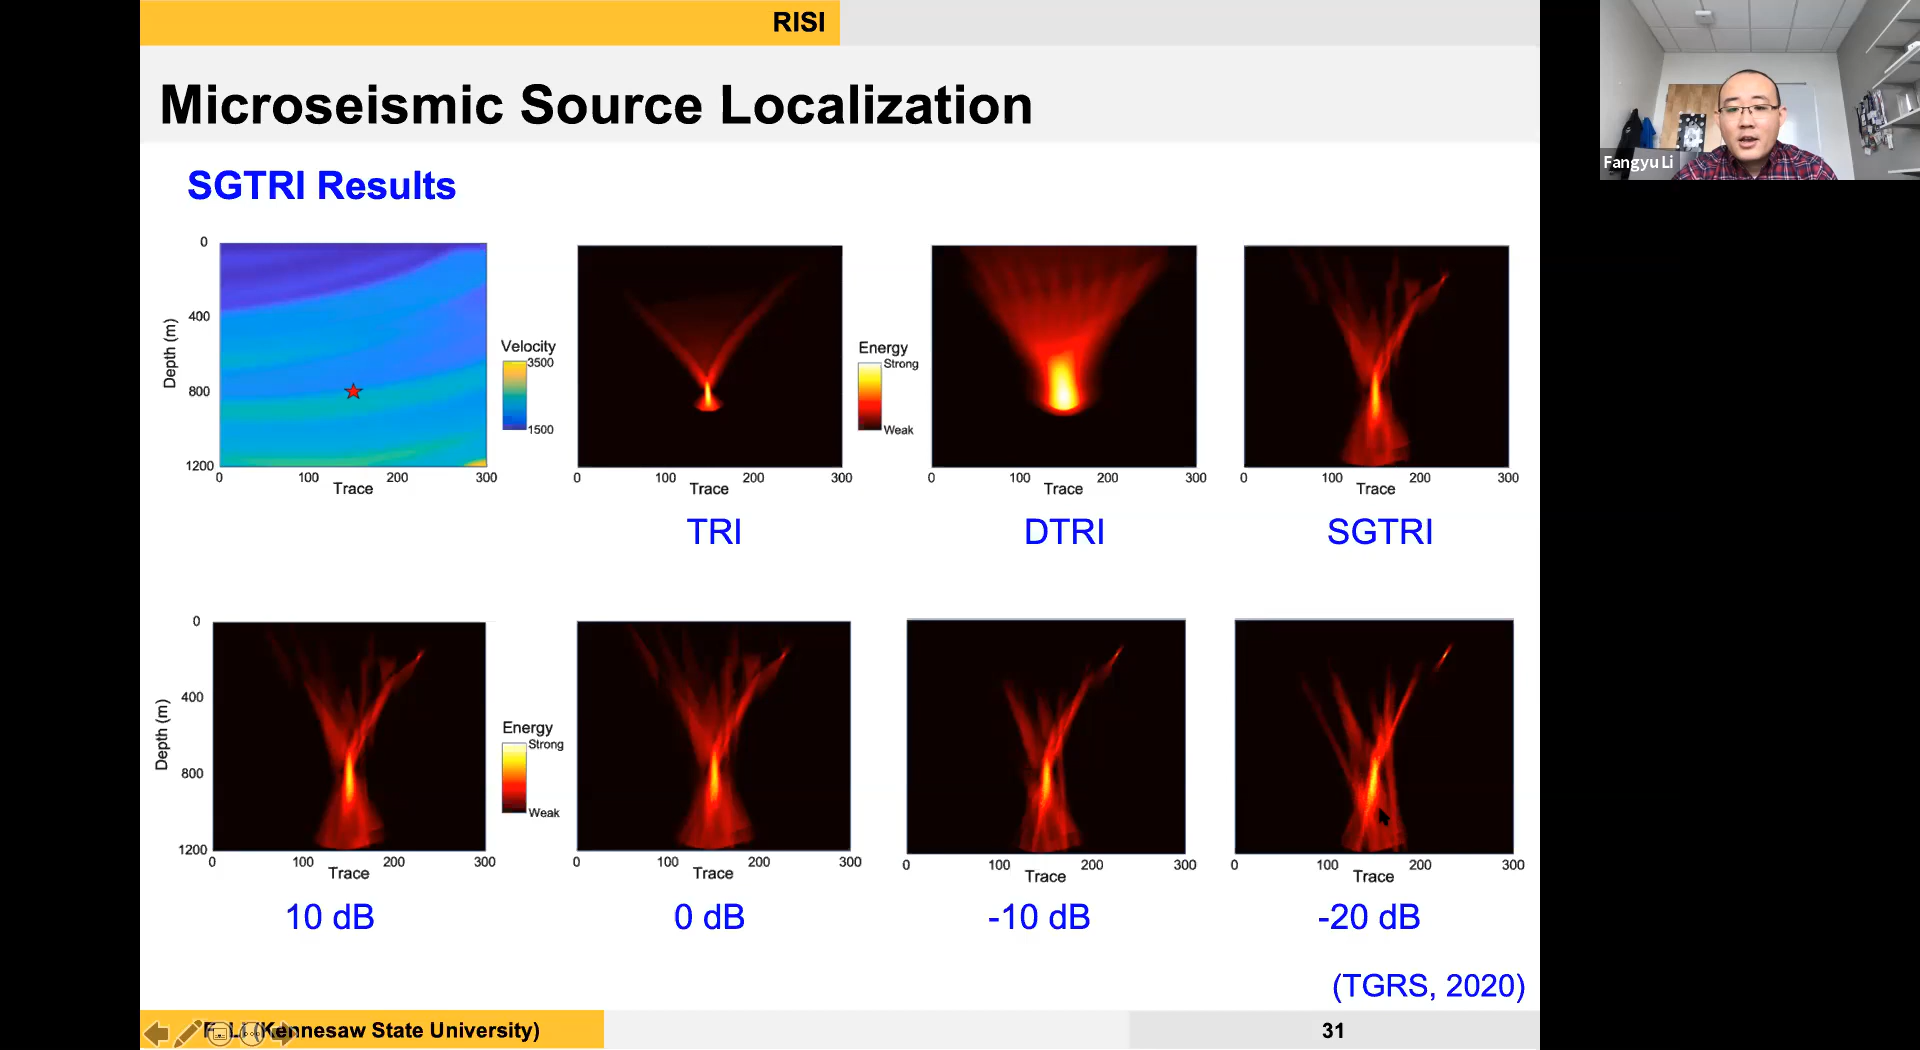 RISI
Microseismic Source Localization
Fangyu Li
SGTRI Results
0
400
800
1200
Depth (m)
0 100 200 300
Trace
Velocity
3500
1500
0 100 200 300
Trace
TRI
Energy
Strong
Weak
0 100 200 300
Trace
DTRI
0 100 200 300
Trace
SGTRI
0
400
800
1200
Depth (m)
0 100 200 300
Trace
10 dB
Energy
Strong
Weak
0 100 200 300
Trace
0 dB
0 100 200 300
Trace
-10 dB
0 100 200 300
Trace
-20 dB
(TGRS, 2020)
Li (Kennesaw State University)
31